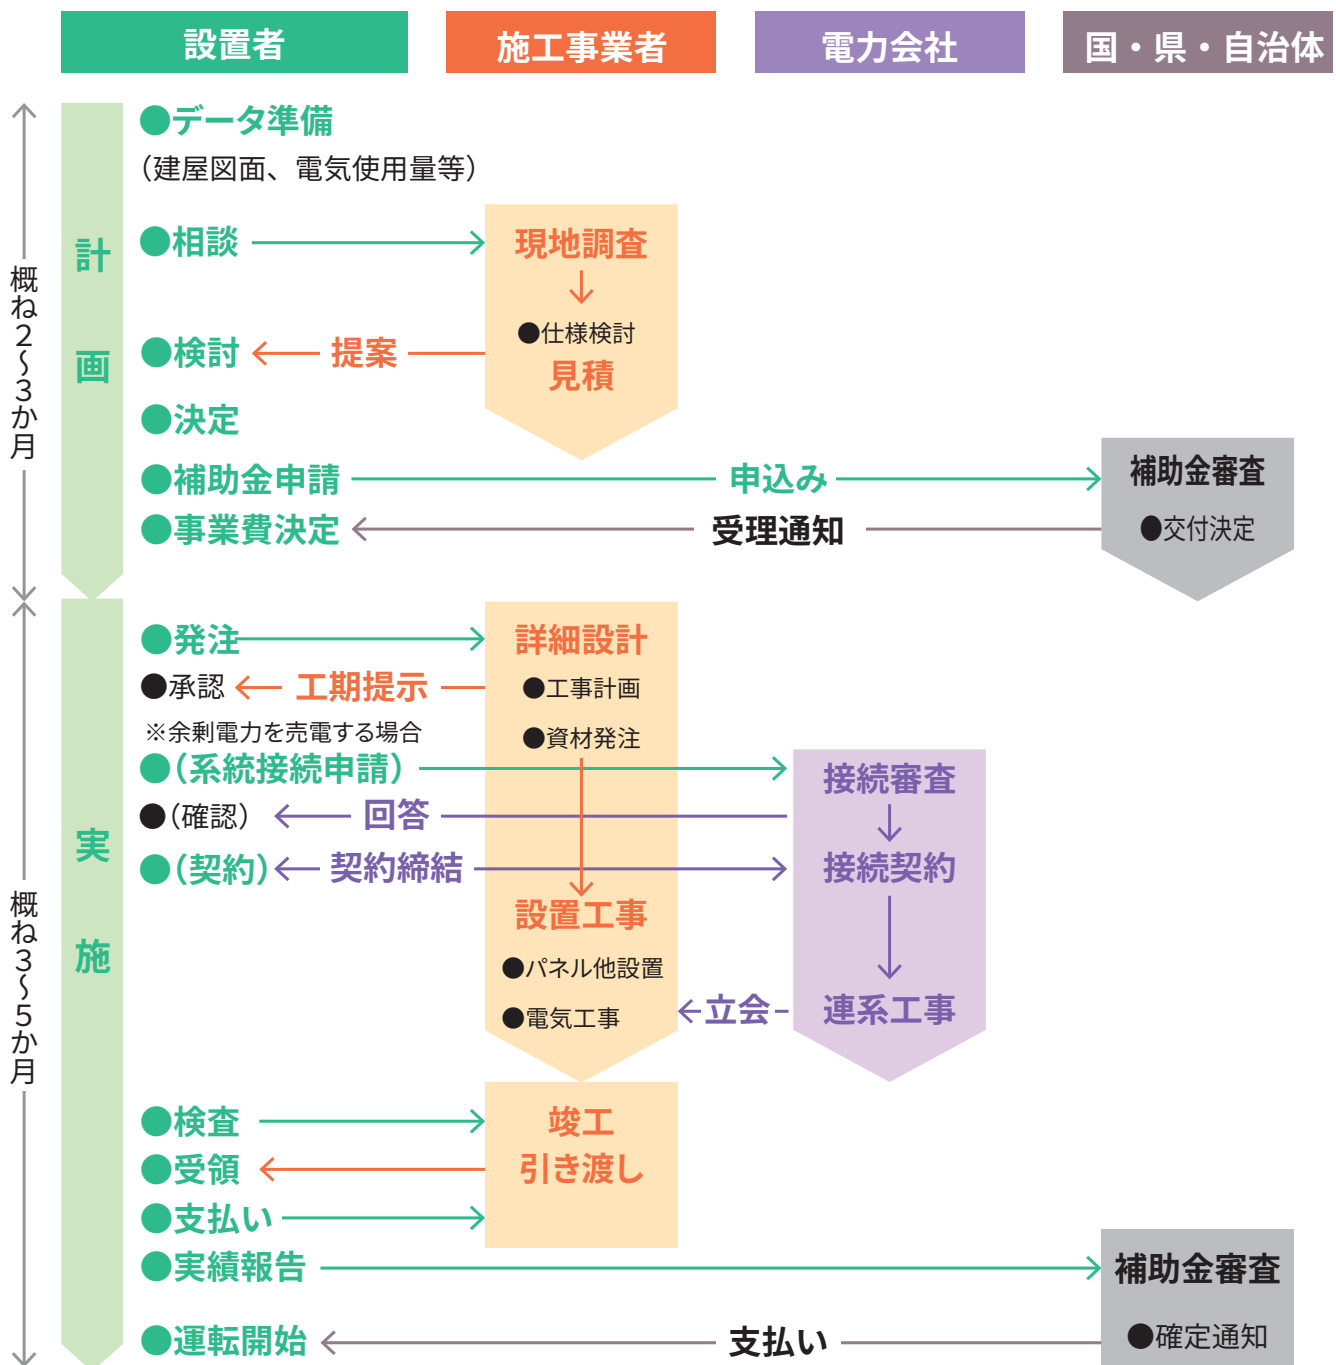 設置者
施工事業者
電力会社
国・県・自治体
概ね2～3か月
計画
●データ準備
（建屋図面、電気使用量等）
●相談
現地調査
●仕様検討
見積
●検討
提案
●決定
●補助金申請
申込み
補助金審査
●事業費決定
受理通知
●交付決定
概ね3～5か月
実施
●発注
詳細設計
●承認
工期提示
●工事計画
※余剰電力を売電する場合
●資材発注
●（系統接続申請）
接続審査
●（確認）
回答
●（契約）
契約締結
接続契約
設置工事
●パネル他設置
●電気工事
立会
連系工事
●検査
竣工
●受領
引き渡し
●支払い
●実績報告
補助金審査
●運転開始
支払い
●確定通知